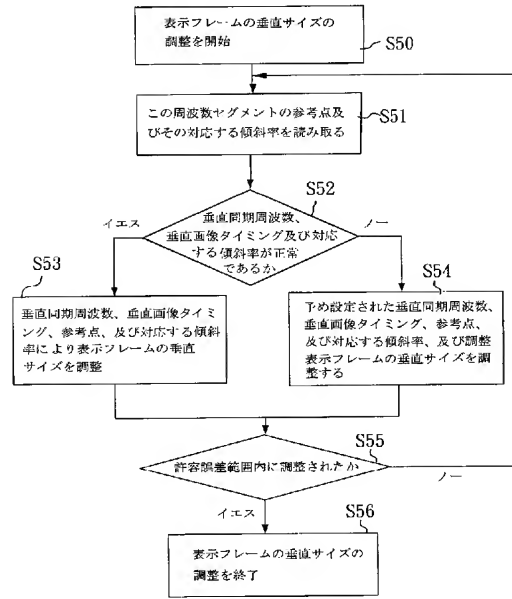 表示フレームの垂直サイズの
調整を開始
S50
この周波数セグメントの参考点及
びその対応する傾斜率を読み取る
S51
S52
垂直同期周波数、
垂直画像タイミング及び対応
する傾斜率が正常
であるか
イエス
ノー
S53
垂直同期周波数、垂直画像タイミ
ング、参考点、及び対応する傾斜
率により表示フレームの垂直
サイズを調整
S54
予め設定された垂直同期周波数、
垂直画像タイミング、参考点、
及び対応する傾斜率、及び調整
表示フレームの垂直サイズを調
整する
S55
許容誤差範囲内に調整されたか
ノー
イエス
S56
表示フレームの垂直サイズの
調整を終了